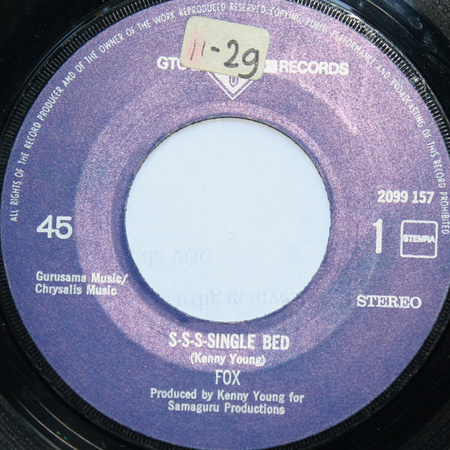 ALL RIGHTS OF THE RECORD PRODUCER AND OF THE OWNER OF THE WORK REPRODUCED RESERVED. COPYING, PUBLIC PERFORMANCE AND BROADCASTING OF THIS RECORD PROHIBITED
11-29
GTO RECORDS
2099 157
45
1 STEMRA
Gurusama Music/
Chrysalis Music
STEREO
S-S-S-SINGLE BED
(Kenny Young)
FOX
Produced by Kenny Young for
Samaguru Productions